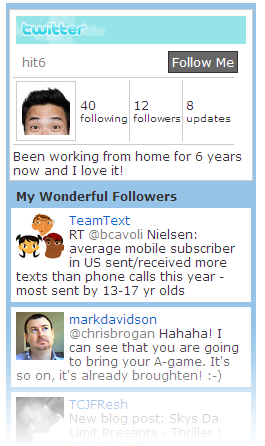 twitter
hit6 Follow Me
40 12 8
following followers updates
Been working from home for 6 years
now and I love it!
My Wonderful Followers
TeamText
RT @bcavoli Nielsen:
average mobile subscriber
in US sent/received more
texts than phone calls this year -
most sent by 13-17 yr olds
markdavidson
@chrisbrogan Hahaha! I
can see that you are going
to bring your A-game. It's
so on, it's already broughten! :-)
TCJFResh
New blog post: Skys Da
Limit Presents - Thriller |